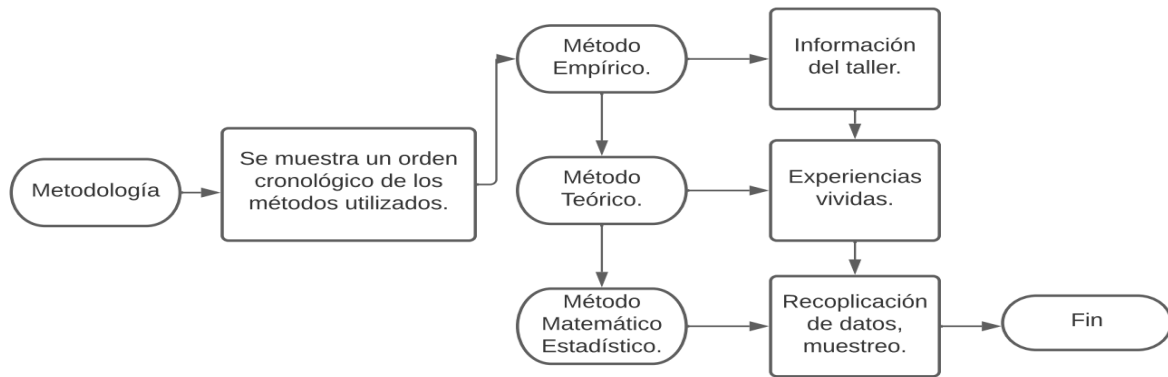 Metodología
Se muestra un orden
cronológico de los
métodos utilizados.
Método
Empírico.
Información
del taller.
Método
Teórico.
Experiencias
vividas.
Método
Matemático
Estadístico.
Recoplicación
de datos,
muestreo.
Fin